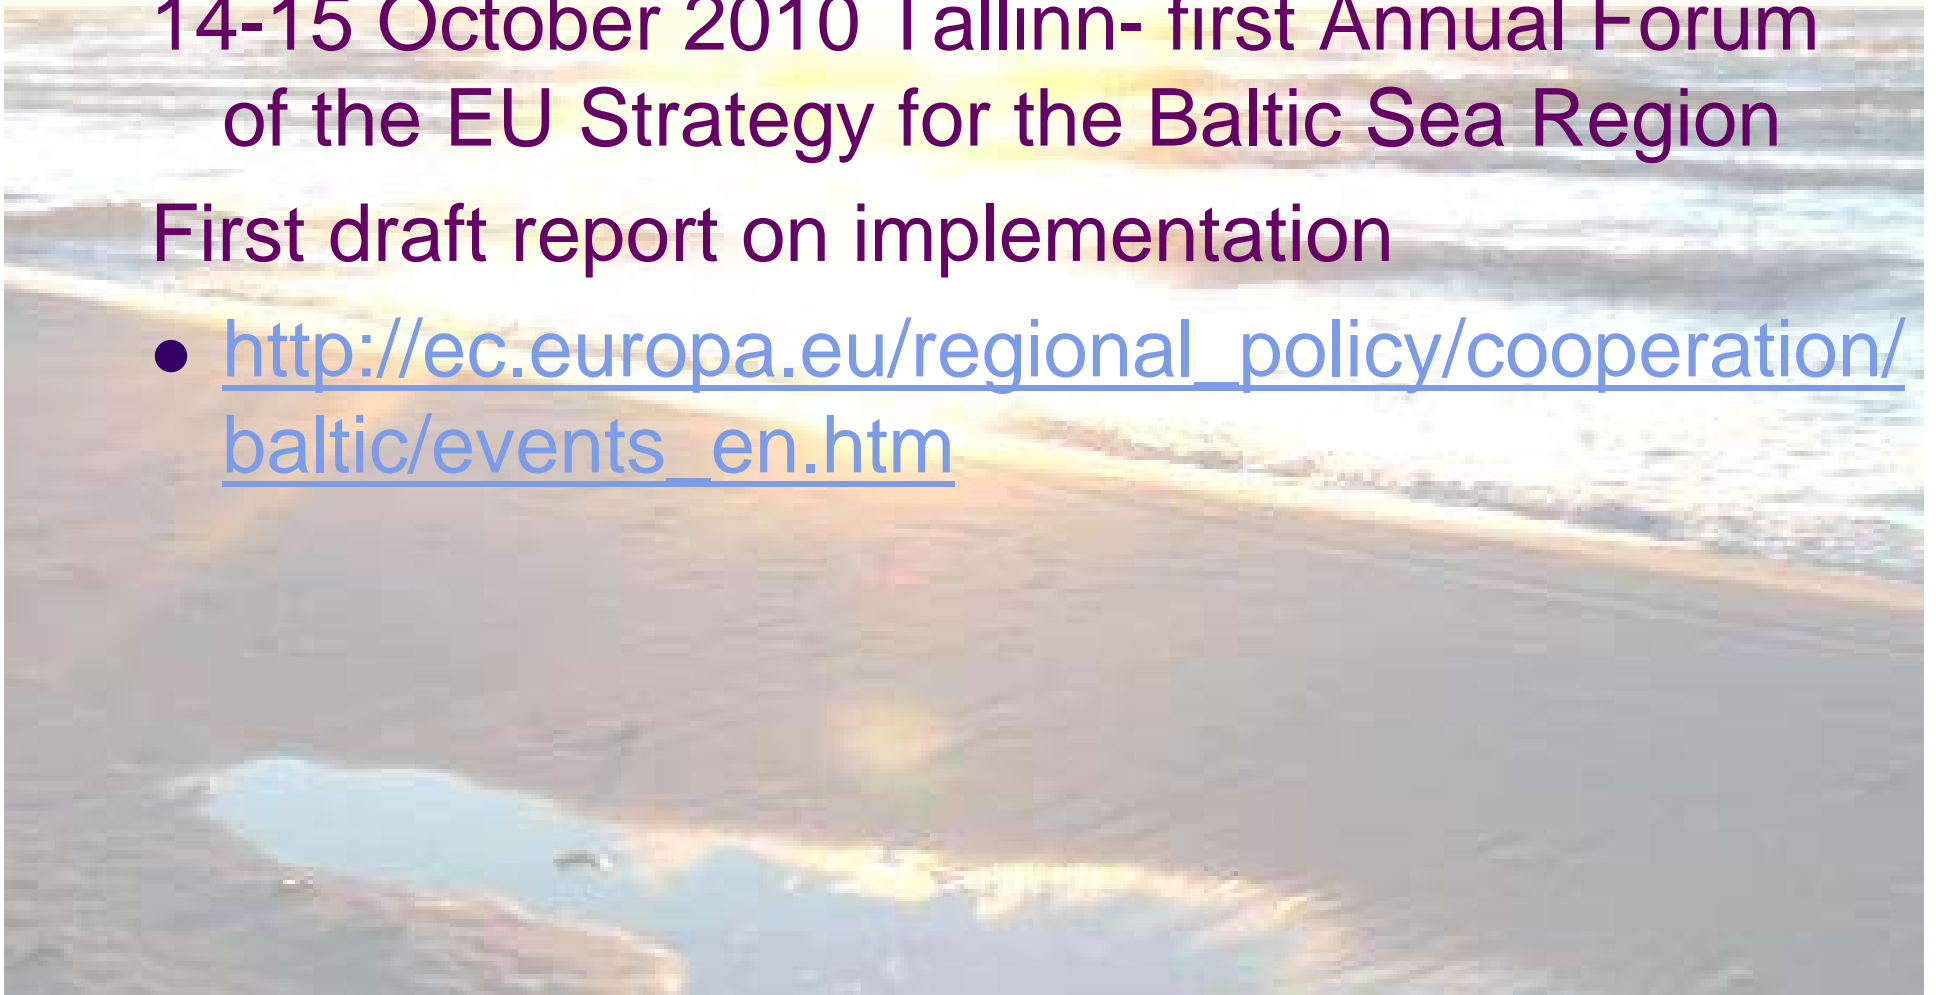 14-15 October 2010 Tallinn- first Annual Forum
of the EU Strategy for the Baltic Sea Region
First draft report on implementation
● http://ec.europa.eu/regional_policy/cooperation/
baltic/events_en.htm